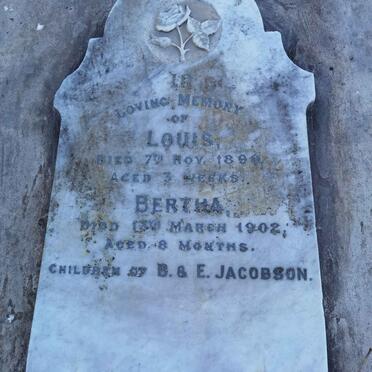 IN
LOVING MEMORY
OF
LOUIS,
DIED 7TH NOV. 1899,
AGED 3 WEEKS.
BERTHA,
DIED MARCH 1902,
AGED 8 MONTHS.
CHILDREN OF B. & E. JACOBSON.